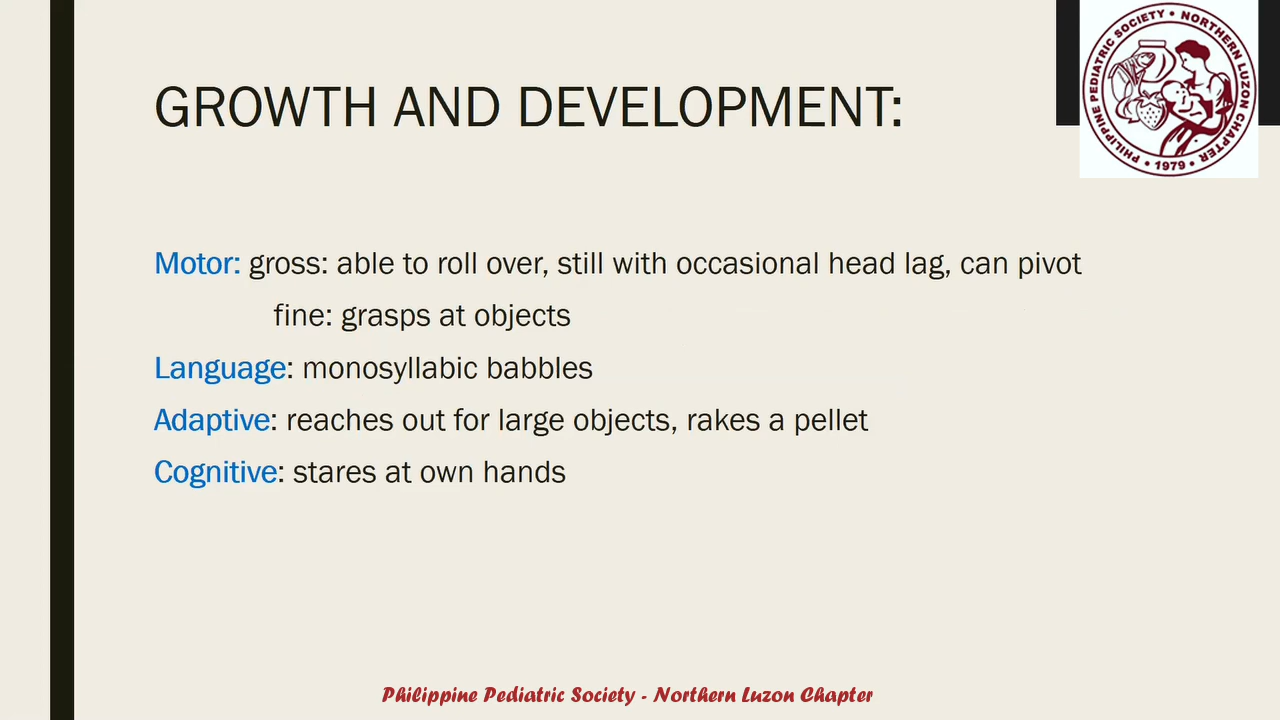 GROWTH AND DEVELOPMENT:
PHILIPPINE PEDIATRIC SOCIETY • NORTHERN LUZON CHAPTER • 1979 •
Motor: gross: able to roll over, still with occasional head lag, can pivot
fine: grasps at objects
Language: monosyllabic babbles
Adaptive: reaches out for large objects, rakes a pellet
Cognitive: stares at own hands
Philippine Pediatric Society - Northern Luzon Chapter